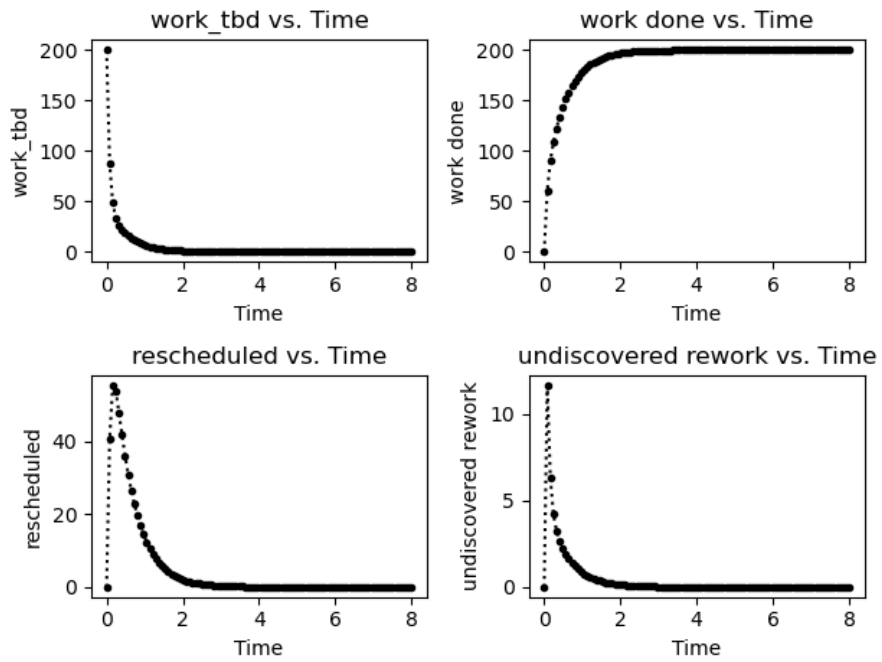 work_tbd vs. Time
work done vs. Time
200
150
100
50
0
work_tbd
0 2 4 6 8
Time
200
150
100
50
0
work done
0 2 4 6 8
Time
rescheduled vs. Time
undiscovered rework vs. Time
40
20
0
rescheduled
0 2 4 6 8
Time
10
5
0
undiscovered rework
0 2 4 6 8
Time